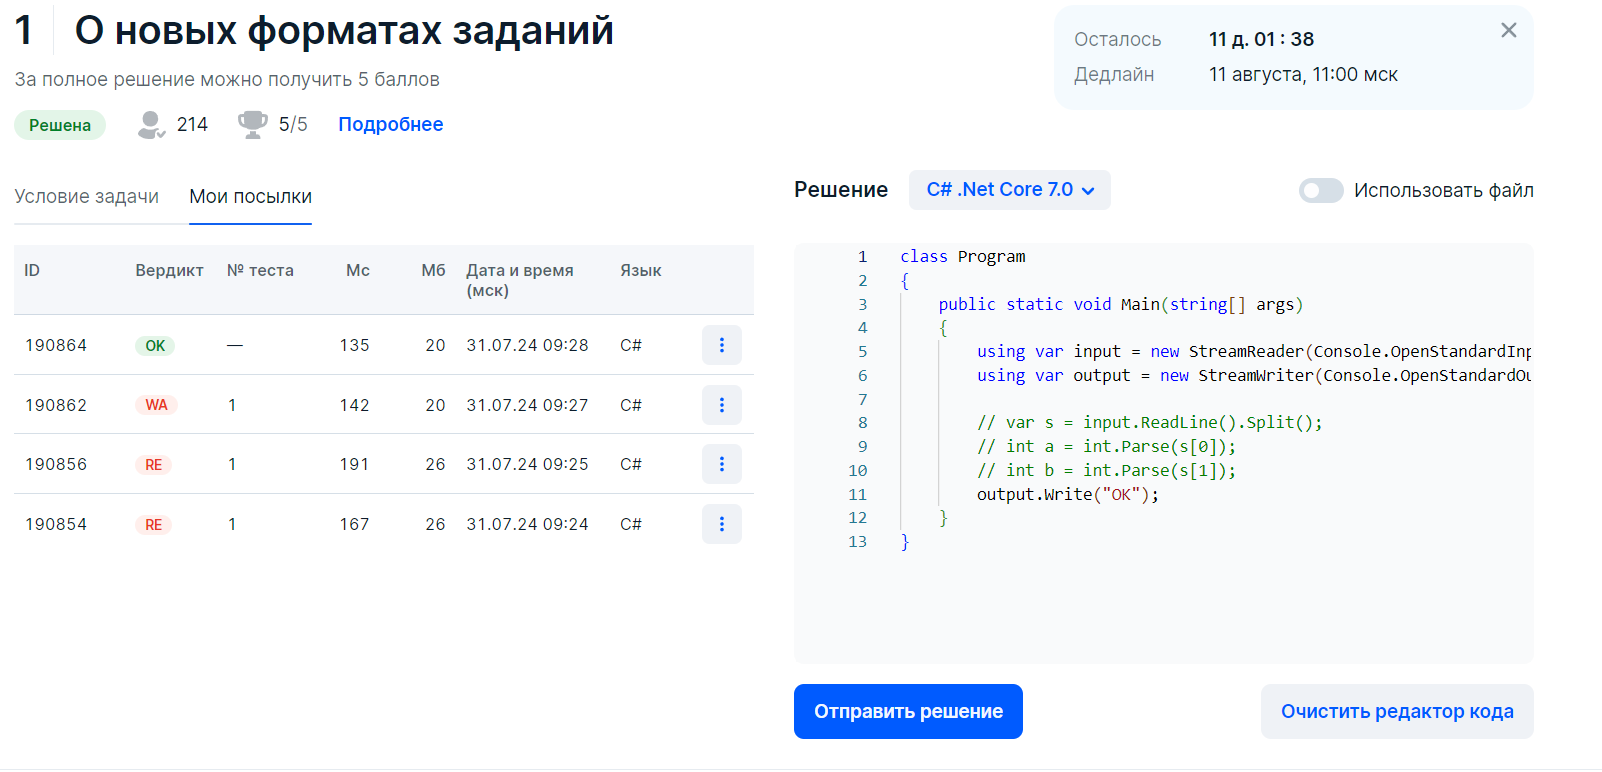 1 О новых форматах заданий
За полное решение можно получить 5 баллов
Решена 214 5/5 Подробнее
Осталось 11 д. 01 : 38
Дедлайн 11 августа, 11:00 мск
Условие задачи Мои посылки
ID Вердикт № теста Мс Мб Дата и время (мск) Язык
190864 OK — 135 20 31.07.24 09:28 C#
190862 WA 1 142 20 31.07.24 09:27 C#
190856 RE 1 191 26 31.07.24 09:25 C#
190854 RE 1 167 26 31.07.24 09:24 C#
Решение C# .Net Core 7.0 Использовать файл
1 class Program
2 {
3 public static void Main(string[] args)
4 {
5 using var input = new StreamReader(Console.OpenStandardInp
6 using var output = new StreamWriter(Console.OpenStandardOu
7
8 // var s = input.ReadLine().Split();
9 // int a = int.Parse(s[0]);
10 // int b = int.Parse(s[1]);
11 output.Write("OK");
12 }
13 }
Отправить решение Очистить редактор кода